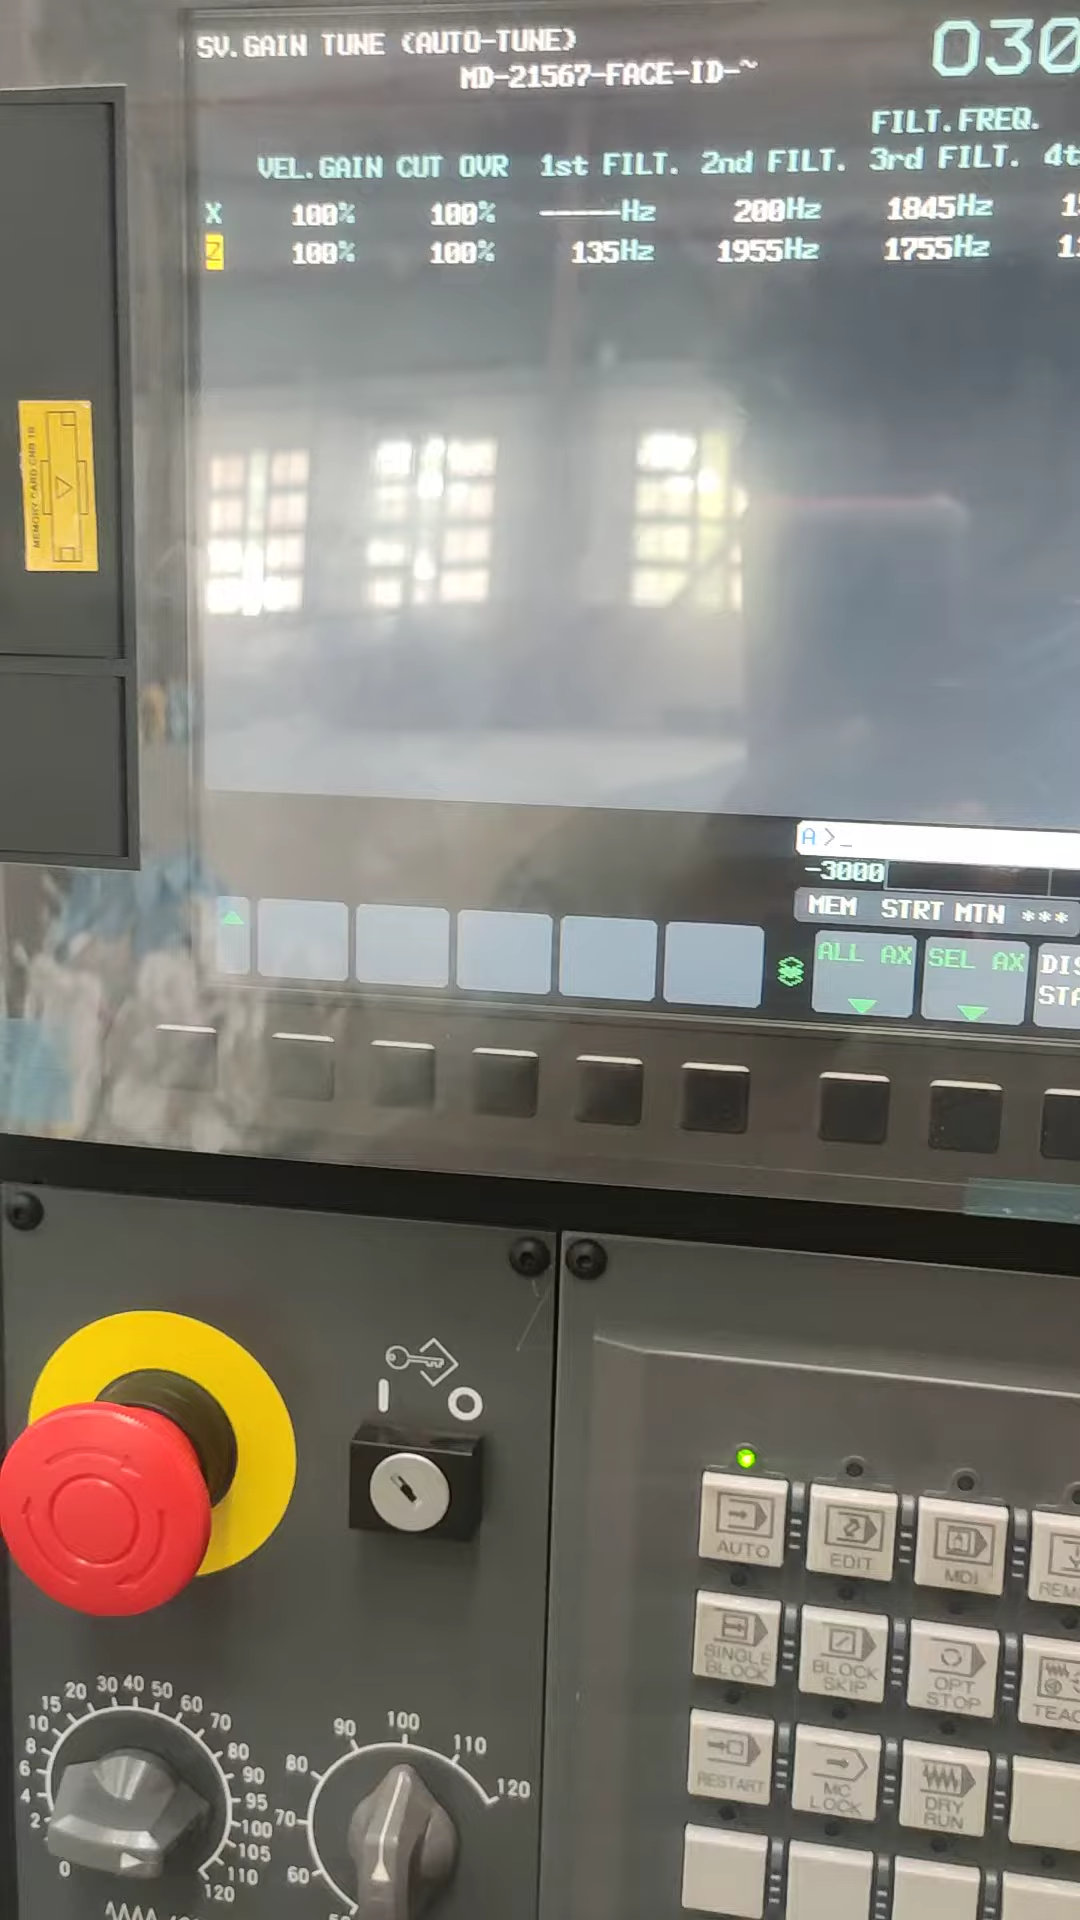 SV.GAIN TUNE (AUTO-TUNE)
MD-21567-FACE-ID-~
O30
FILT.FREQ.
VEL.GAIN CUT OVR 1st FILT. 2nd FILT. 3rd FILT. 4t
X 100% 100% -----Hz 200Hz 1845Hz
Z 100% 100% 135Hz 1955Hz 1755Hz
MEMORY CARD
A>_
-3000
MEM STRT MTN ***
ALL AX SEL AX
I O
AUTO EDIT MDI
SINGLE BLOCK
BLOCK SKIP
OPT STOP
RESTART
MC LOCK
DRY RUN
0 2 4 6 8 10 15 20 30 40 50 60 70 80 90 95 100 105 110 120
60 70 80 90 100 110 120